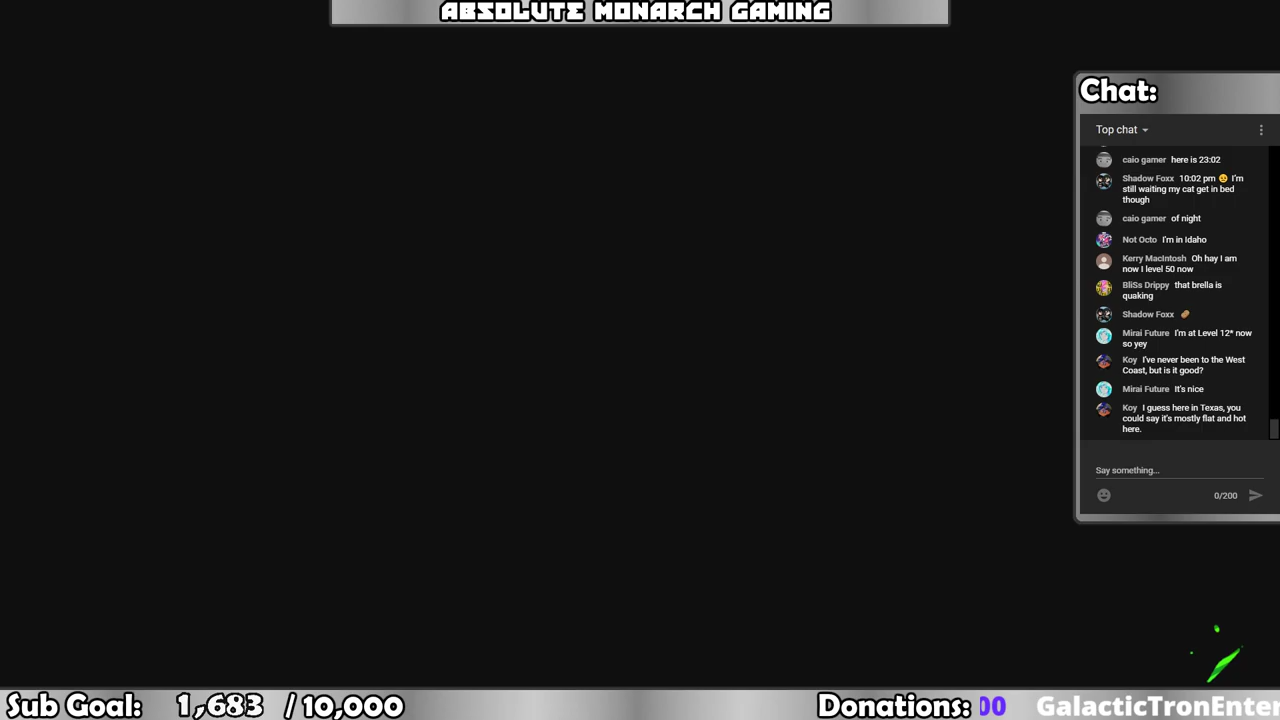 ABSOLUTE MONARCH GAMING
Chat:
Top chat
caio gamer here is 23:02
Shadow Foxx 10:02 pm 😣 I'm
still waiting my cat get in bed
though
caio gamer of night
Not Octo I'm in Idaho
Kerry MacIntosh Oh hay I am
now I level 50 now
BliSs Drippy that brella is
quaking
Shadow Foxx 🥔
Mirai Future I'm at Level 12* now
so yey
Koy I've never been to the West
Coast, but is it good?
Mirai Future It's nice
Koy I guess here in Texas, you
could say it's mostly flat and hot
here.
Say something...
0/200
Sub Goal: 1,683 / 10,000
Donations: 00 GalacticTronEnter